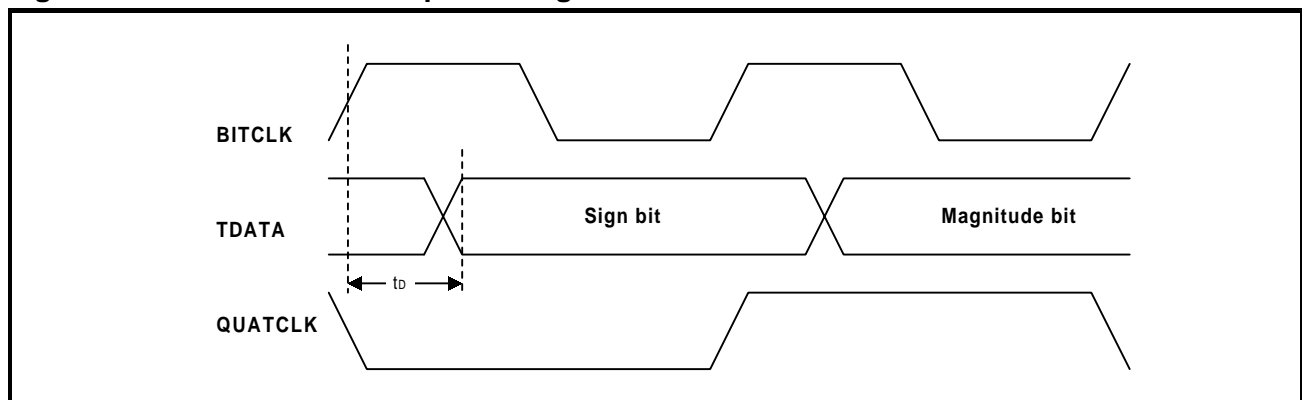 BITCLK
TDATA
Sign bit
Magnitude bit
tD
QUATCLK